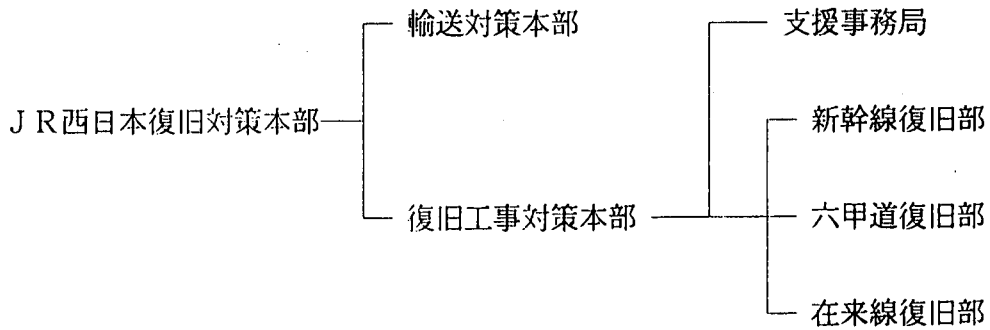 輸送対策本部
支援事務局
JR西日本復旧対策本部
新幹線復旧部
復旧工事対策本部
六甲道復旧部
在来線復旧部